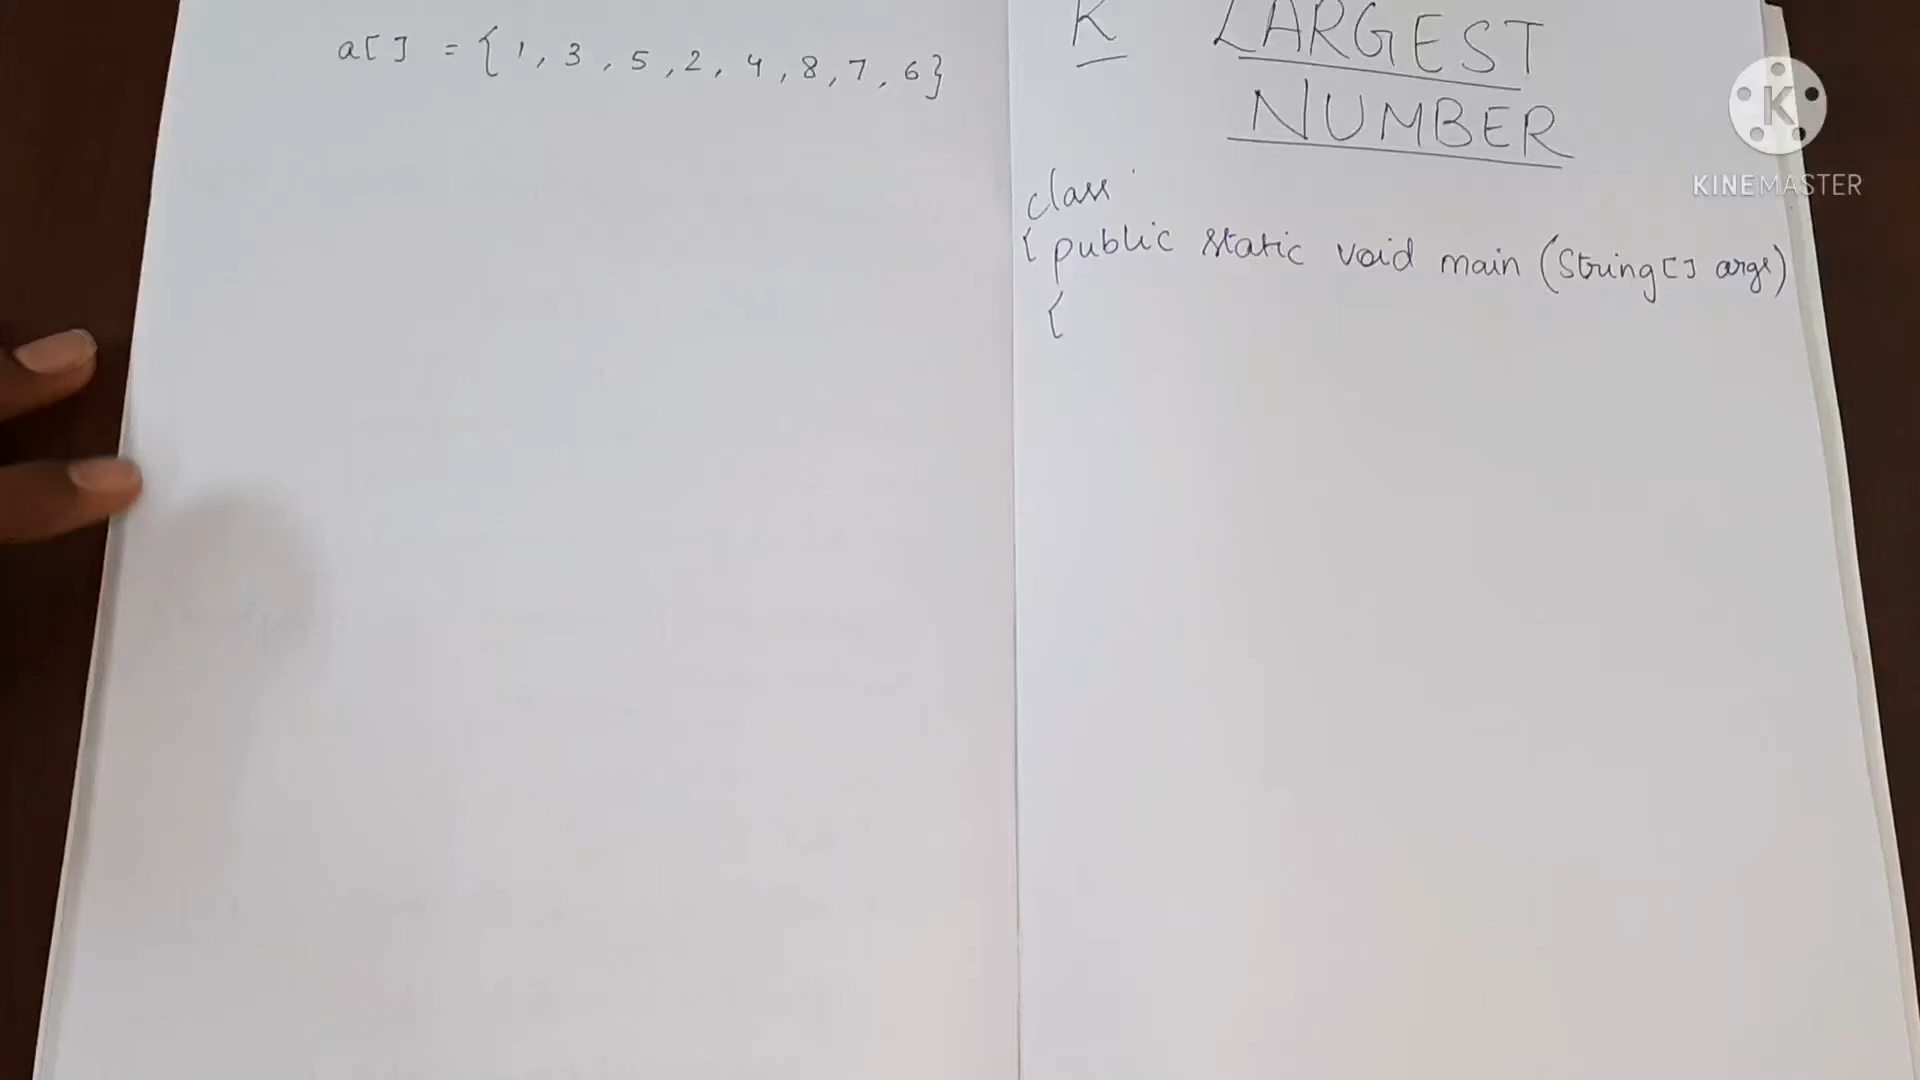 a[] = {1, 3, 5, 2, 4, 8, 7, 6}
K LARGEST
NUMBER
class
{ public static void main (String[] args)
{
K
KINEMASTER